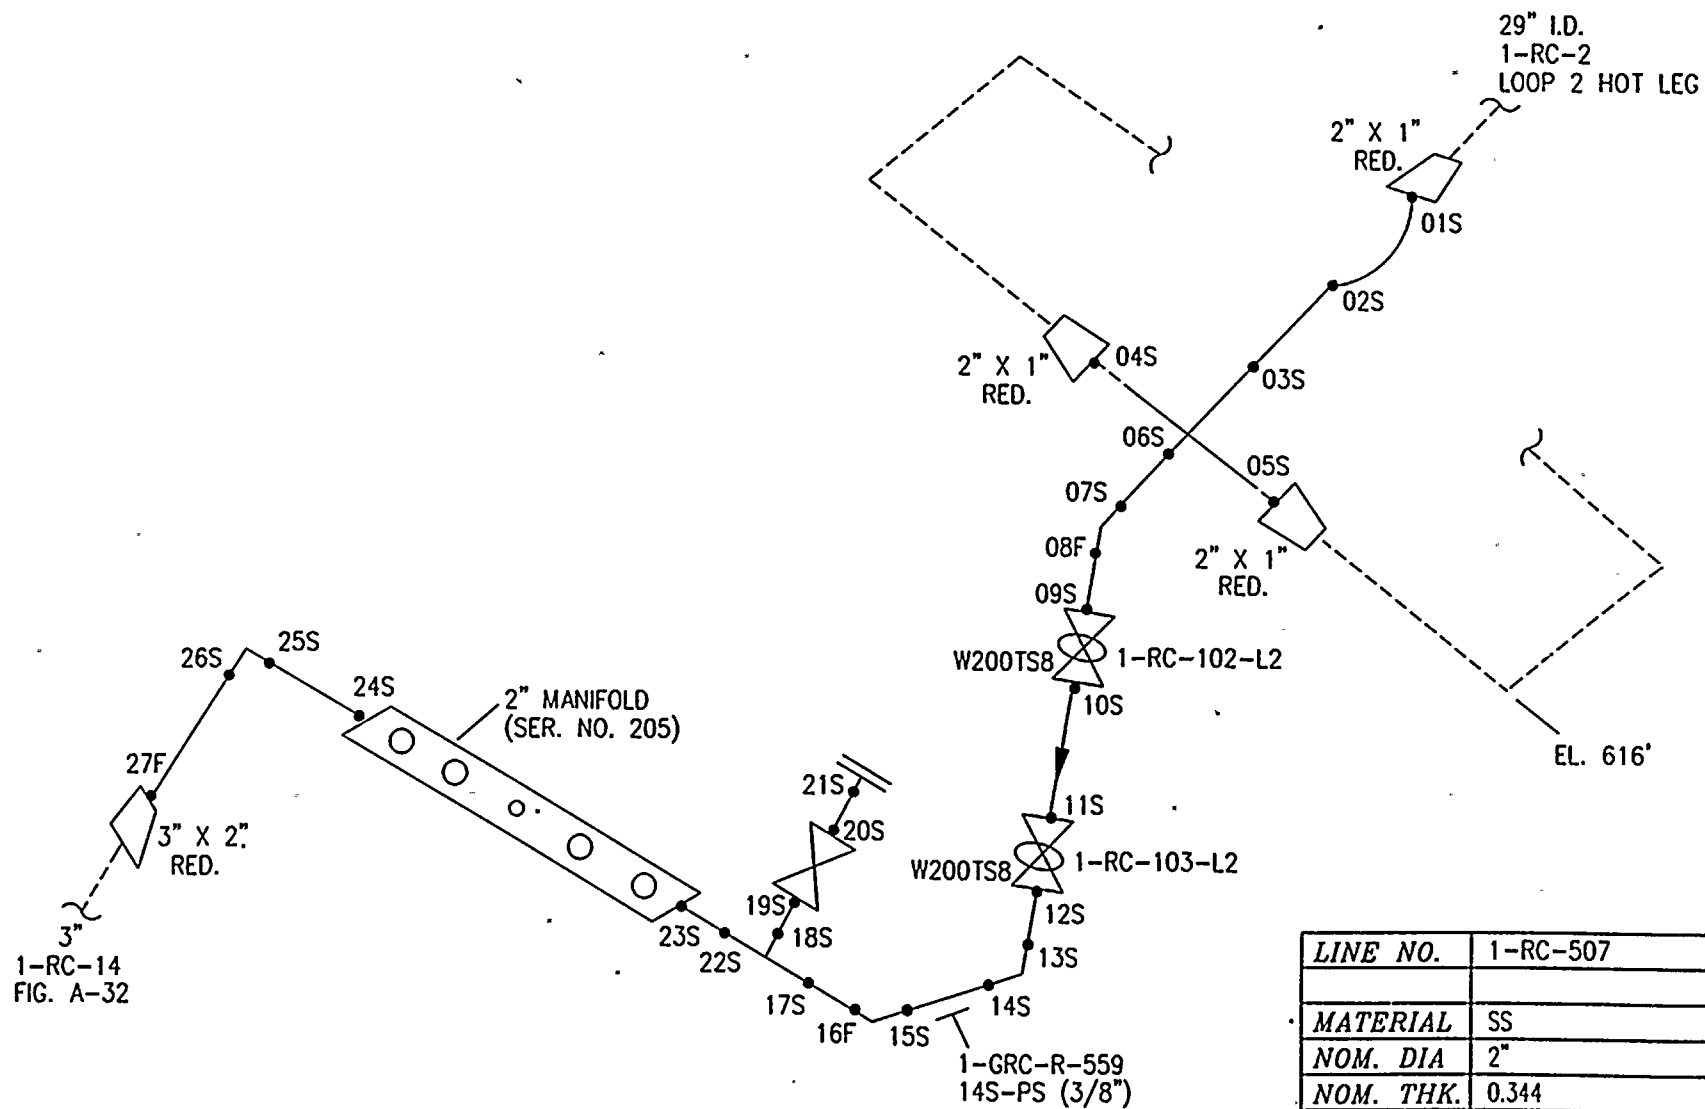 29" I.D.
1-RC-2
LOOP 2 HOT LEG
2" X 1"
RED.
01S
02S
03S
04S
2" X 1"
RED.
06S
05S
07S
2" X 1"
RED.
08F
09S
W200TS8
1-RC-102-L2
10S
EL. 616'
11S
W200TS8
1-RC-103-L2
12S
13S
14S
15S
16F
17S
1-GRC-R-559
14S-PS (3/8")
18S
19S
20S
21S
22S
23S
2" MANIFOLD
(SER. NO. 205)
24S
25S
26S
27F
3" X 2"
RED.
3"
1-RC-14
FIG. A-32
LINE NO. 1-RC-507
MATERIAL SS
NOM. DIA 2"
NOM. THK. 0.344